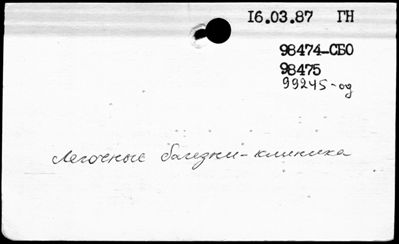 16.03.87 ГН
98474-СБО
98475
99245-од
Легочные болезни-клиника